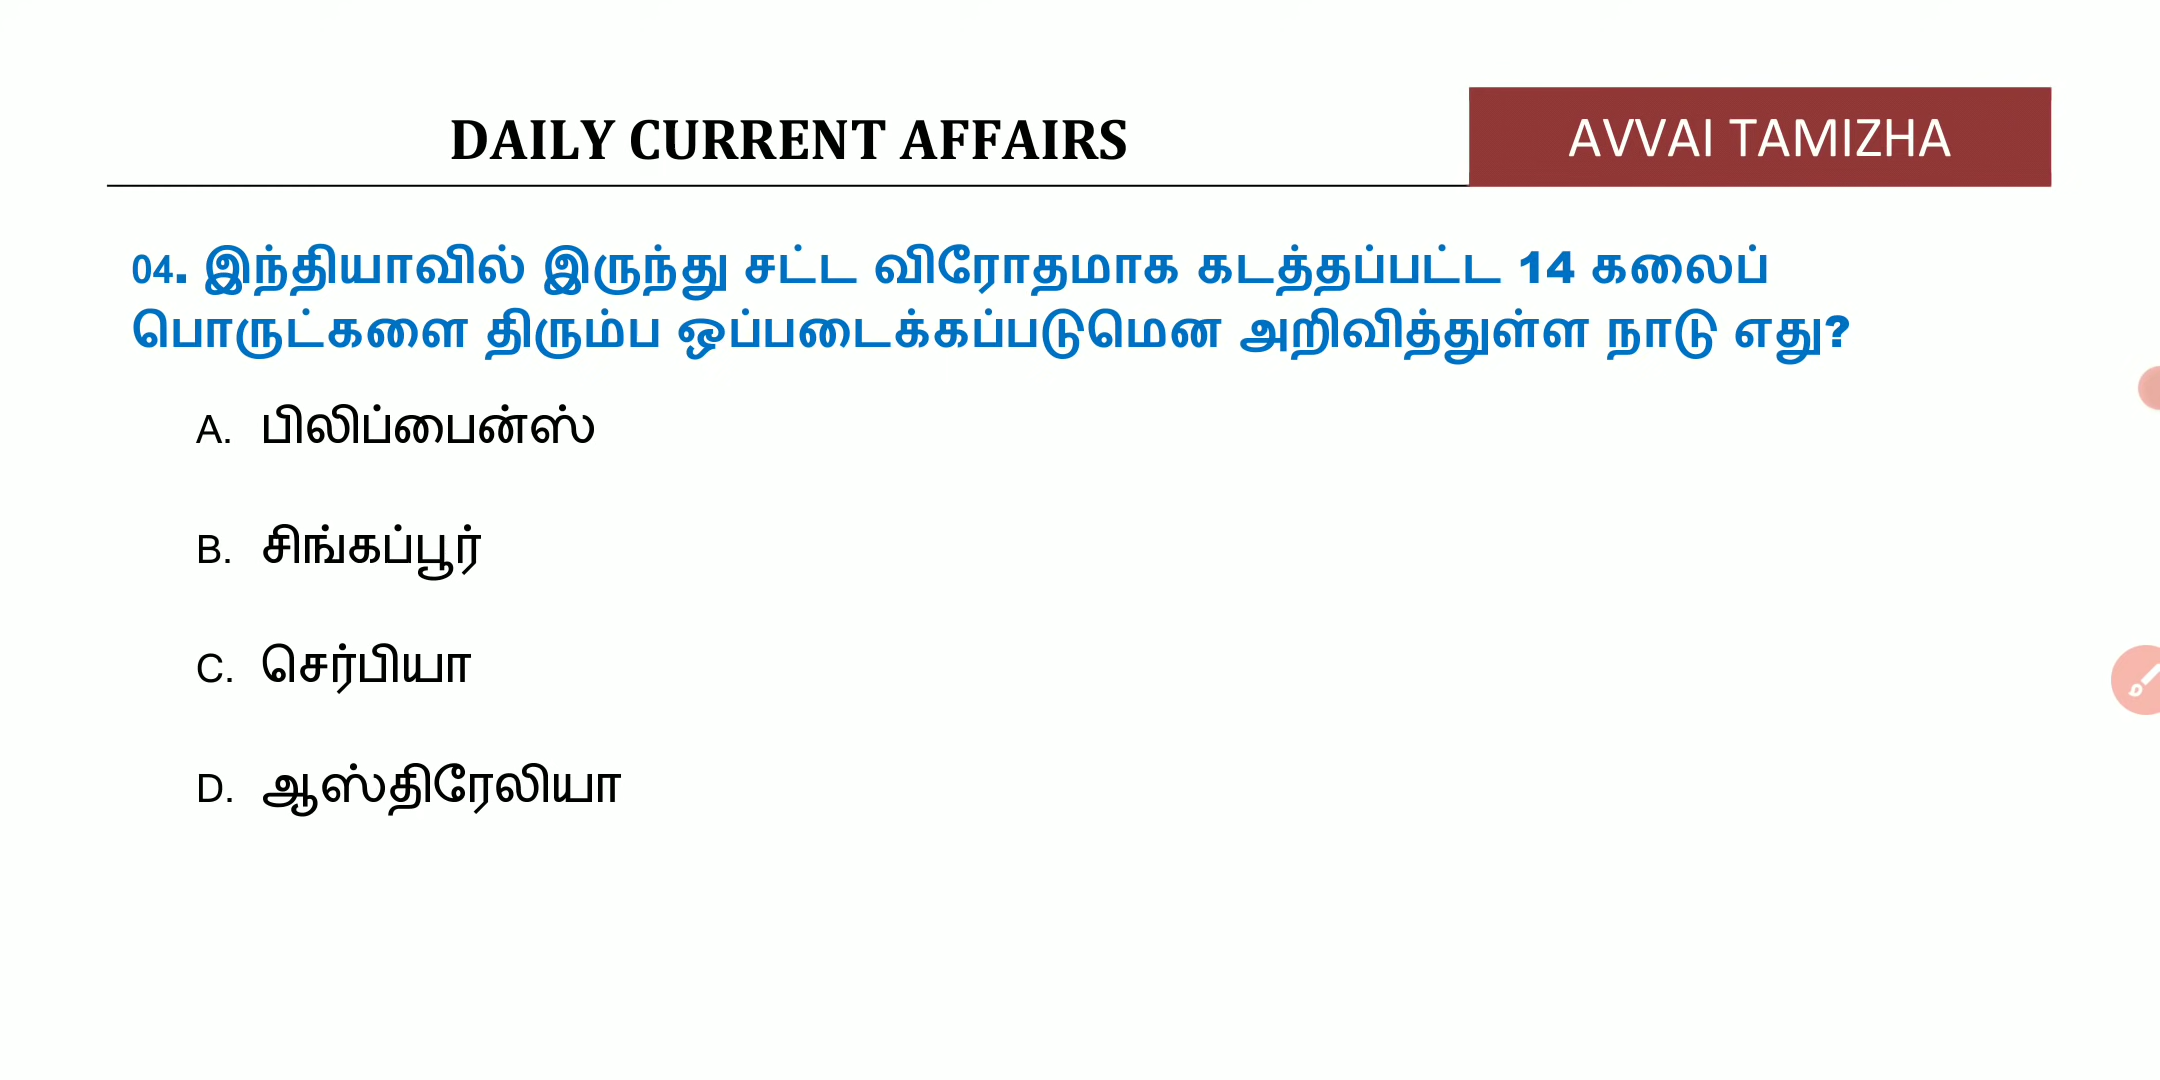 DAILY CURRENT AFFAIRS
AVVAI TAMIZHA
04. இந்தியாவில் இருந்து சட்ட விரோதமாக கடத்தப்பட்ட 14 கலைப்
பொருட்களை திரும்ப ஒப்படைக்கப்படுமென அறிவித்துள்ள நாடு எது?
A. பிலிப்பைன்ஸ்
B. சிங்கப்பூர்
C. செர்பியா
D. ஆஸ்திரேலியா